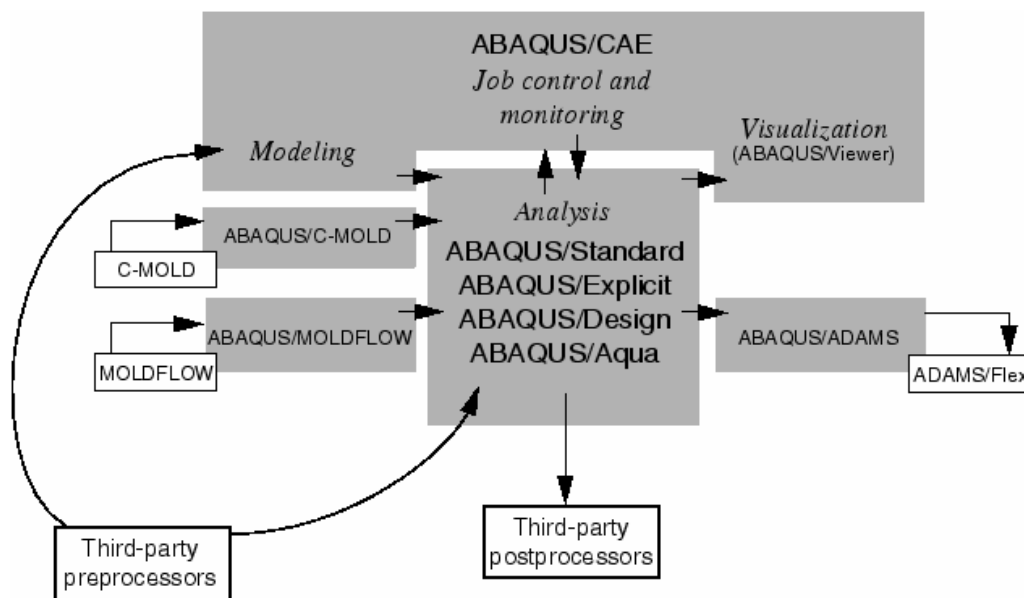 ABAQUS/CAE
Job control and
monitoring
Modeling
Visualization
(ABAQUS/Viewer)
Analysis
ABAQUS/C-MOLD
C-MOLD
ABAQUS/Standard
ABAQUS/Explicit
ABAQUS/Design
ABAQUS/Aqua
ABAQUS/MOLDFLOW
MOLDFLOW
ABAQUS/ADAMS
ADAMS/Flex
Third-party
preprocessors
Third-party
postprocessors